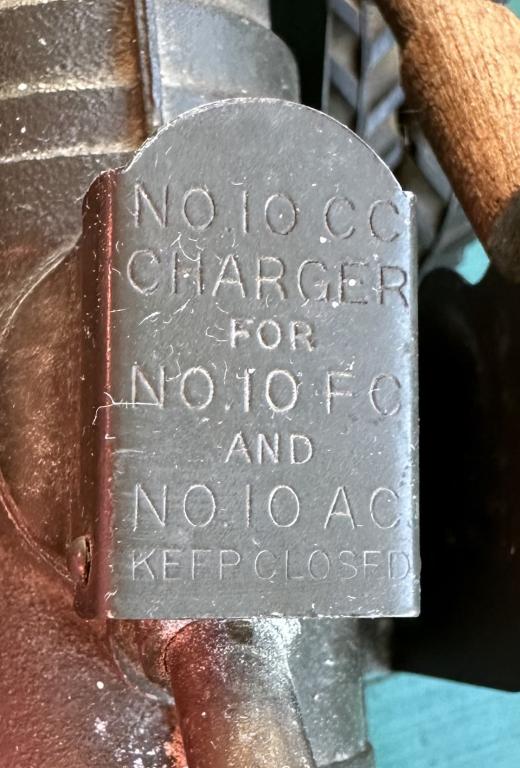 NO.10 CC
CHARGER
FOR
NO.10 FC
AND
NO.10 AC
KEEP CLOSED